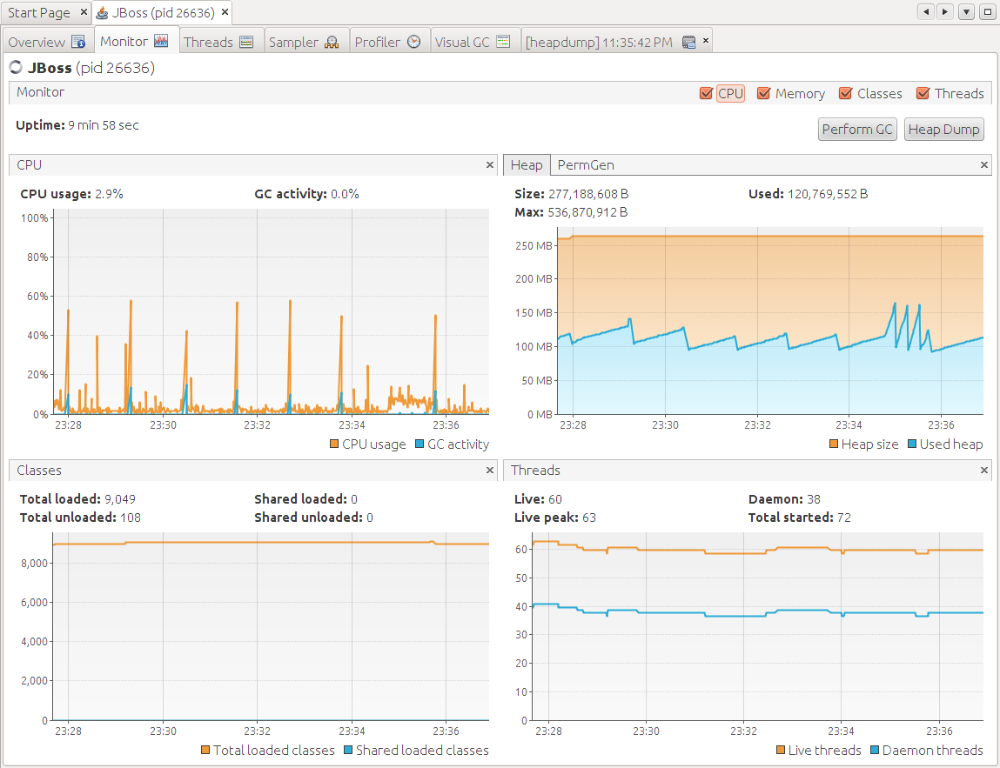 Start Page
JBoss (pid 26636)
Overview
Monitor
Threads
Sampler
Profiler
Visual GC
[heapdump] 11:35:42 PM
JBoss (pid 26636)
Monitor
CPU
Memory
Classes
Threads
Uptime: 9 min 58 sec
Perform GC
Heap Dump
CPU
CPU usage: 2.9%
GC activity: 0.0%
100%
80%
60%
40%
20%
0%
23:28
23:30
23:32
23:34
23:36
CPU usage
GC activity
Heap
PermGen
Size: 277,188,608 B
Used: 120,769,552 B
Max: 536,870,912 B
250 MB
200 MB
150 MB
100 MB
50 MB
0 MB
23:28
23:30
23:32
23:34
23:36
Heap size
Used heap
Classes
Total loaded: 9,049
Shared loaded: 0
Total unloaded: 108
Shared unloaded: 0
8,000
6,000
4,000
2,000
0
23:28
23:30
23:32
23:34
23:36
Total loaded classes
Shared loaded classes
Threads
Live: 60
Daemon: 38
Live peak: 63
Total started: 72
60
50
40
30
20
10
0
23:28
23:30
23:32
23:34
23:36
Live threads
Daemon threads